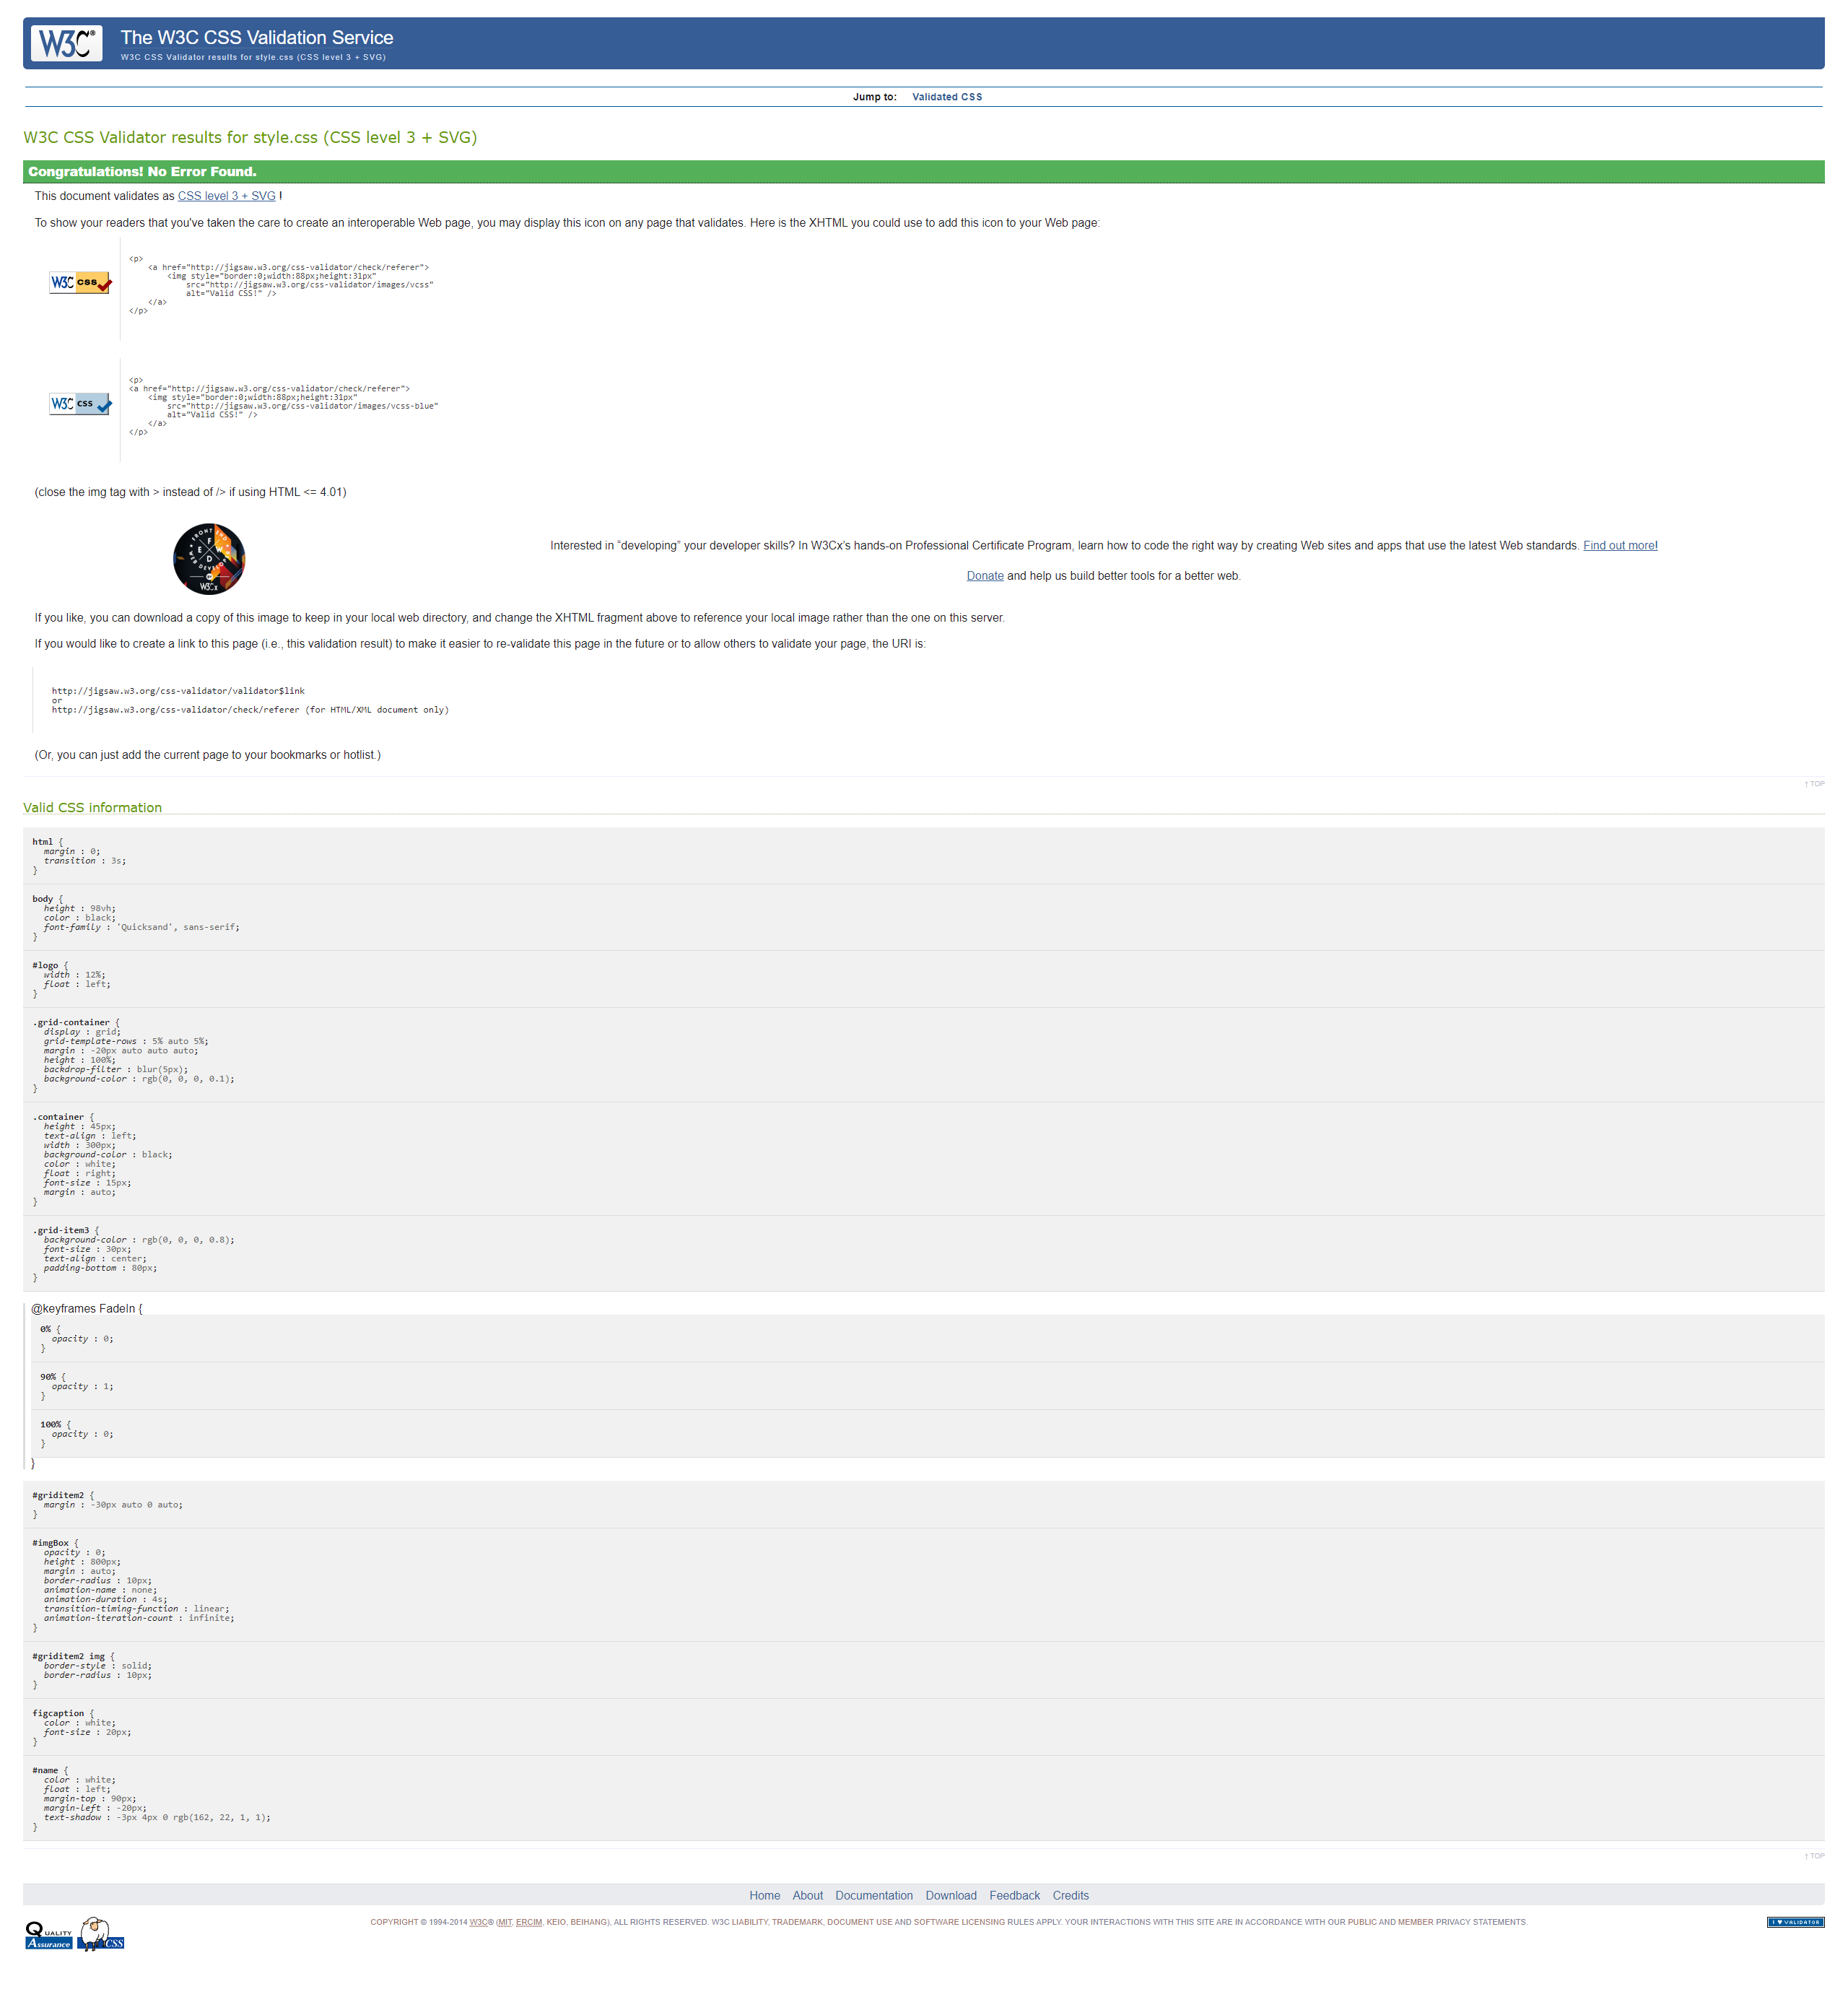 W3C®
The W3C CSS Validation Service
W3C CSS Validator results for style.css (CSS level 3 + SVG)
Jump to: Validated CSS
W3C CSS Validator results for style.css (CSS level 3 + SVG)
Congratulations! No Error Found.
This document validates as CSS level 3 + SVG !
To show your readers that you've taken the care to create an interoperable Web page, you may display this icon on any page that validates. Here is the XHTML you could use to add this icon to your Web page:
W3C css
<p>
<a href="http://jigsaw.w3.org/css-validator/check/referer">
<img style="border:0;width:88px;height:31px"
src="http://jigsaw.w3.org/css-validator/images/vcss"
alt="Valid CSS!" />
</a>
</p>
W3C css
<p>
<a href="http://jigsaw.w3.org/css-validator/check/referer">
<img style="border:0;width:88px;height:31px"
src="http://jigsaw.w3.org/css-validator/images/vcss-blue"
alt="Valid CSS!" />
</a>
</p>
(close the img tag with > instead of /> if using HTML <= 4.01)
FRONT END
WEB DEVELOPER
F E W D
W3Cx
Interested in “developing” your developer skills? In W3Cx's hands-on Professional Certificate Program, learn how to code the right way by creating Web sites and apps that use the latest Web standards. Find out more!
Donate and help us build better tools for a better web.
If you like, you can download a copy of this image to keep in your local web directory, and change the XHTML fragment above to reference your local image rather than the one on this server.
If you would like to create a link to this page (i.e., this validation result) to make it easier to re-validate this page in the future or to allow others to validate your page, the URI is:
http://jigsaw.w3.org/css-validator/validator$link
or
http://jigsaw.w3.org/css-validator/check/referer (for HTML/XML document only)
(Or, you can just add the current page to your bookmarks or hotlist.)
↑ TOP
Valid CSS information
html {
margin : 0;
transition : 3s;
}
body {
height : 98vh;
color : black;
font-family : 'Quicksand', sans-serif;
}
#logo {
width : 12%;
float : left;
}
.grid-container {
display : grid;
grid-template-rows : 5% auto 5%;
margin : -20px auto auto auto;
height : 100%;
backdrop-filter : blur(5px);
background-color : rgb(0, 0, 0, 0.1);
}
.container {
height : 45px;
text-align : left;
width : 300px;
background-color : black;
color : white;
float : right;
font-size : 15px;
margin : auto;
}
.grid-item3 {
background-color : rgb(0, 0, 0, 0.8);
font-size : 30px;
text-align : center;
padding-bottom : 80px;
}
@keyframes FadeIn {
0% {
opacity : 0;
}
90% {
opacity : 1;
}
100% {
opacity : 0;
}
}
#griditem2 {
margin : -30px auto 0 auto;
}
#imgBox {
opacity : 0;
height : 800px;
margin : auto;
border-radius : 10px;
animation-name : none;
animation-duration : 4s;
transition-timing-function : linear;
animation-iteration-count : infinite;
}
#griditem2 img {
border-style : solid;
border-radius : 10px;
}
figcaption {
color : white;
font-size : 20px;
}
#name {
color : white;
float : left;
margin-top : 90px;
margin-left : -20px;
text-shadow : -3px 4px 0 rgb(162, 22, 1, 1);
}
↑ TOP
Home About Documentation Download Feedback Credits
Quality Assurance
CSS
COPYRIGHT © 1994-2014 W3C® (MIT, ERCIM, KEIO, BEIHANG), ALL RIGHTS RESERVED. W3C LIABILITY, TRADEMARK, DOCUMENT USE AND SOFTWARE LICENSING RULES APPLY. YOUR INTERACTIONS WITH THIS SITE ARE IN ACCORDANCE WITH OUR PUBLIC AND MEMBER PRIVACY STATEMENTS.
I ♥ VALIDATOR